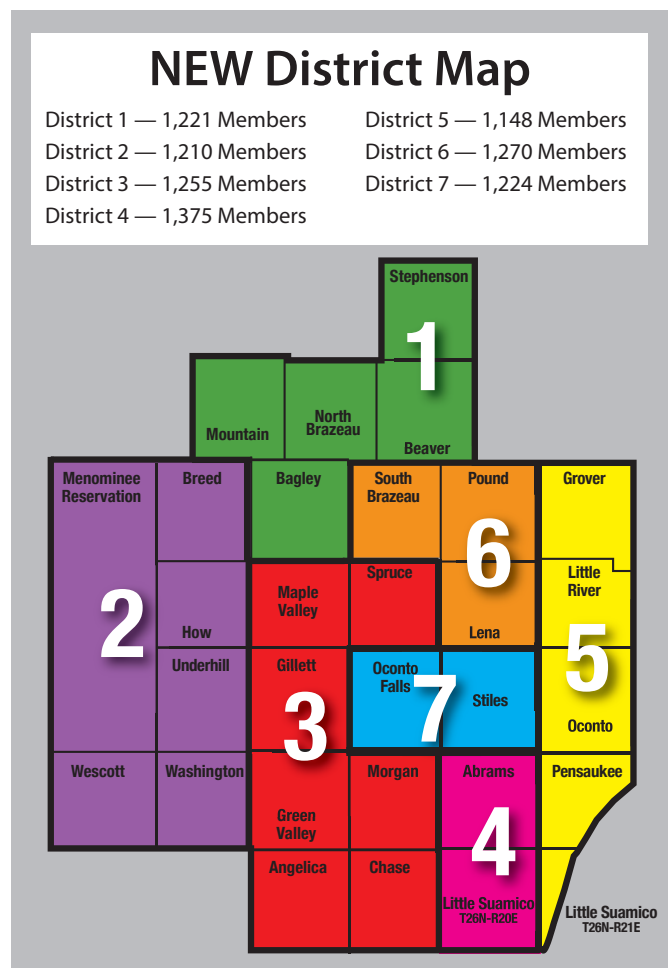 NEW District Map
District 1 — 1,221 Members
District 2 — 1,210 Members
District 3 — 1,255 Members
District 4 — 1,375 Members
District 5 — 1,148 Members
District 6 — 1,270 Members
District 7 — 1,224 Members
Stephenson
1
North
Brazeau
Mountain
Beaver
Menominee
Reservation
Breed
Bagley
South
Brazeau
Pound
Grover
6
Spruce
Little
River
Maple
Valley
2
How
Lena
5
Underhill
Gillett
Oconto
Falls
7
Stiles
3
Oconto
Wescott
Washington
Morgan
Abrams
Pensaukee
Green
Valley
4
Angelica
Chase
Little Suamico
T26N-R20E
Little Suamico
T26N-R21E